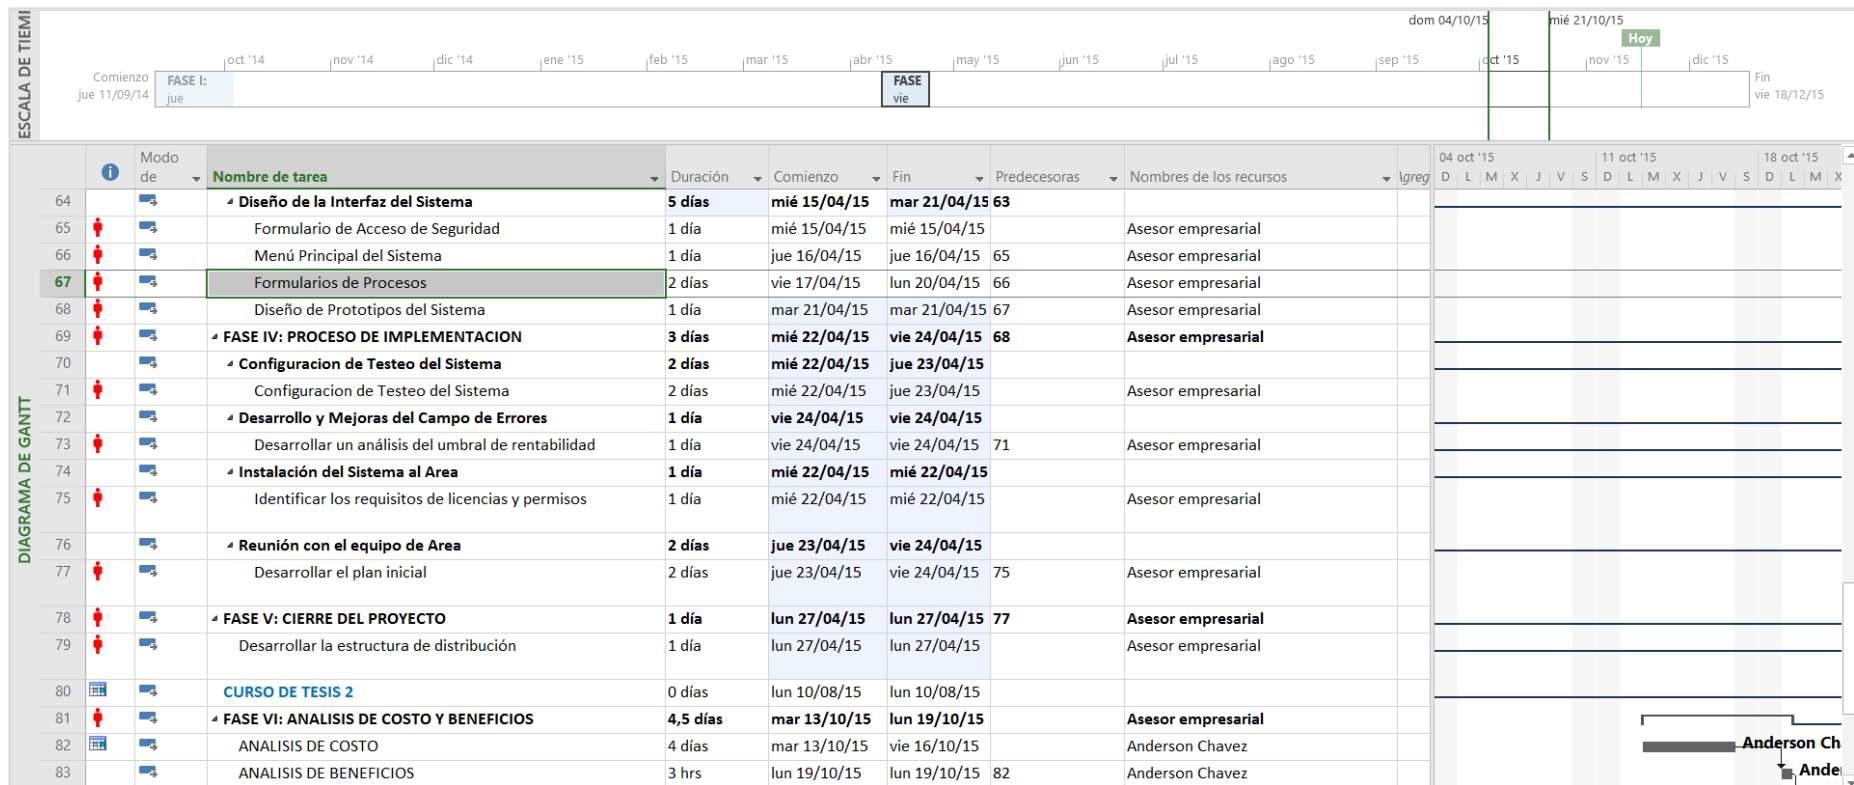 ESCALA DE TIEMP
dom 04/10/15 mié 21/10/15
Hoy
oct '14 nov '14 dic '14 ene '15 feb '15 mar '15 abr '15 may '15 jun '15 jul '15 ago '15 sep '15 oct '15 nov '15 dic '15
Comienzo
jue 11/09/14
FASE I:
jue
FASE
vie
Fin
vie 18/12/15
DIAGRAMA DE GANTT
Modo de Nombre de tarea Duración Comienzo Fin Predecesoras Nombres de los recursos Agreg
04 oct '15 11 oct '15 18 oct '15
D L M X J V S D L M X J V S D L M X
64 Diseño de la Interfaz del Sistema 5 días mié 15/04/15 mar 21/04/15 63
65 Formulario de Acceso de Seguridad 1 día mié 15/04/15 mié 15/04/15 Asesor empresarial
66 Menú Principal del Sistema 1 día jue 16/04/15 jue 16/04/15 65 Asesor empresarial
67 Formularios de Procesos 2 días vie 17/04/15 lun 20/04/15 66 Asesor empresarial
68 Diseño de Prototipos del Sistema 1 día mar 21/04/15 mar 21/04/15 67 Asesor empresarial
69 FASE IV: PROCESO DE IMPLEMENTACION 3 días mié 22/04/15 vie 24/04/15 68 Asesor empresarial
70 Configuracion de Testeo del Sistema 2 días mié 22/04/15 jue 23/04/15
71 Configuracion de Testeo del Sistema 2 días mié 22/04/15 jue 23/04/15 Asesor empresarial
72 Desarrollo y Mejoras del Campo de Errores 1 día vie 24/04/15 vie 24/04/15
73 Desarrollar un análisis del umbral de rentabilidad 1 día vie 24/04/15 vie 24/04/15 71 Asesor empresarial
74 Instalación del Sistema al Area 1 día mié 22/04/15 mié 22/04/15
75 Identificar los requisitos de licencias y permisos 1 día mié 22/04/15 mié 22/04/15 Asesor empresarial
76 Reunión con el equipo de Area 2 días jue 23/04/15 vie 24/04/15
77 Desarrollar el plan inicial 2 días jue 23/04/15 vie 24/04/15 75 Asesor empresarial
78 FASE V: CIERRE DEL PROYECTO 1 día lun 27/04/15 lun 27/04/15 77 Asesor empresarial
79 Desarrollar la estructura de distribución 1 día lun 27/04/15 lun 27/04/15 Asesor empresarial
80 CURSO DE TESIS 2 0 días lun 10/08/15 lun 10/08/15
81 FASE VI: ANALISIS DE COSTO Y BENEFICIOS 4,5 días mar 13/10/15 lun 19/10/15 Asesor empresarial
82 ANALISIS DE COSTO 4 días mar 13/10/15 vie 16/10/15 Anderson Chavez Anderson Ch
83 ANALISIS DE BENEFICIOS 3 hrs lun 19/10/15 lun 19/10/15 82 Anderson Chavez Ander